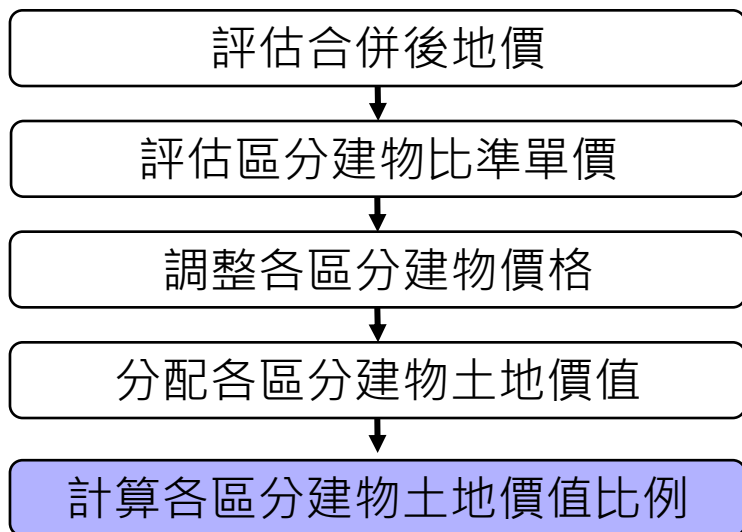 評估合併後地價
評估區分建物比準單價
調整各區分建物價格
分配各區分建物土地價值
計算各區分建物土地價值比例